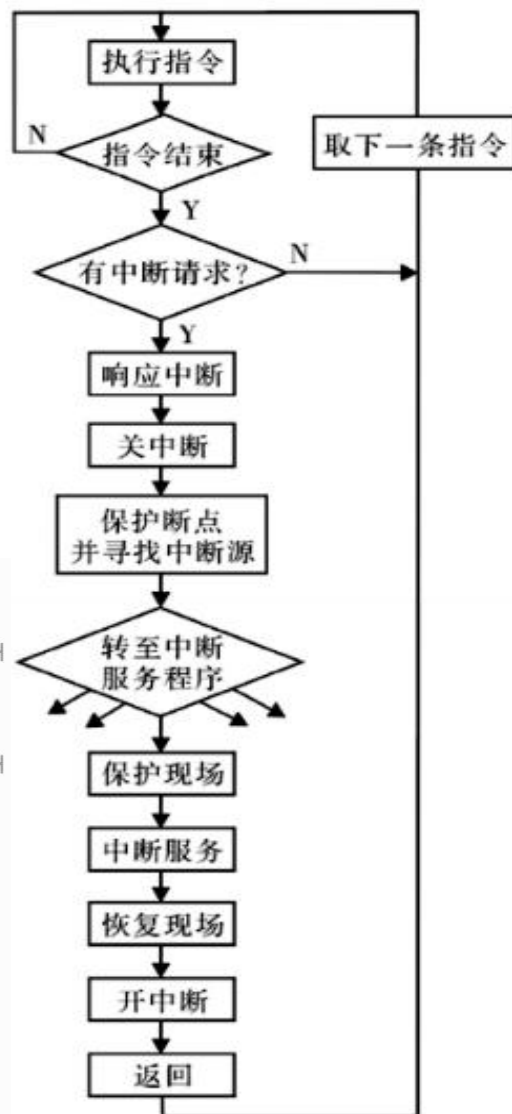 执行指令
N
指令结束
取下一条指令
Y
有中断请求?
N
Y
响应中断
关中断
保护断点
并寻找中断源
转至中断
服务程序
保护现场
中断服务
恢复现场
开中断
返回